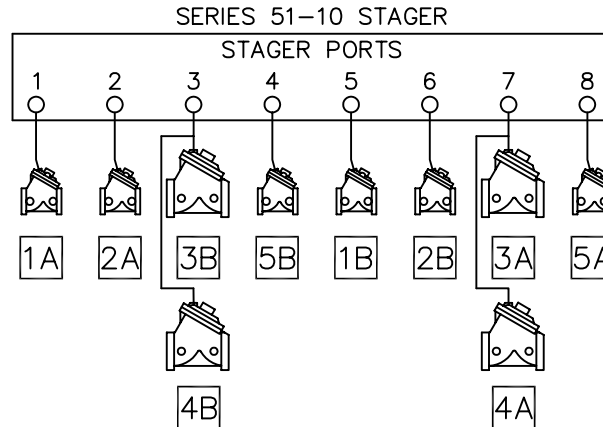 SERIES 51-10 STAGER
STAGER PORTS
1 2 3 4 5 6 7 8
1A 2A 3B 5B 1B 2B 3A 5A
4B 4A